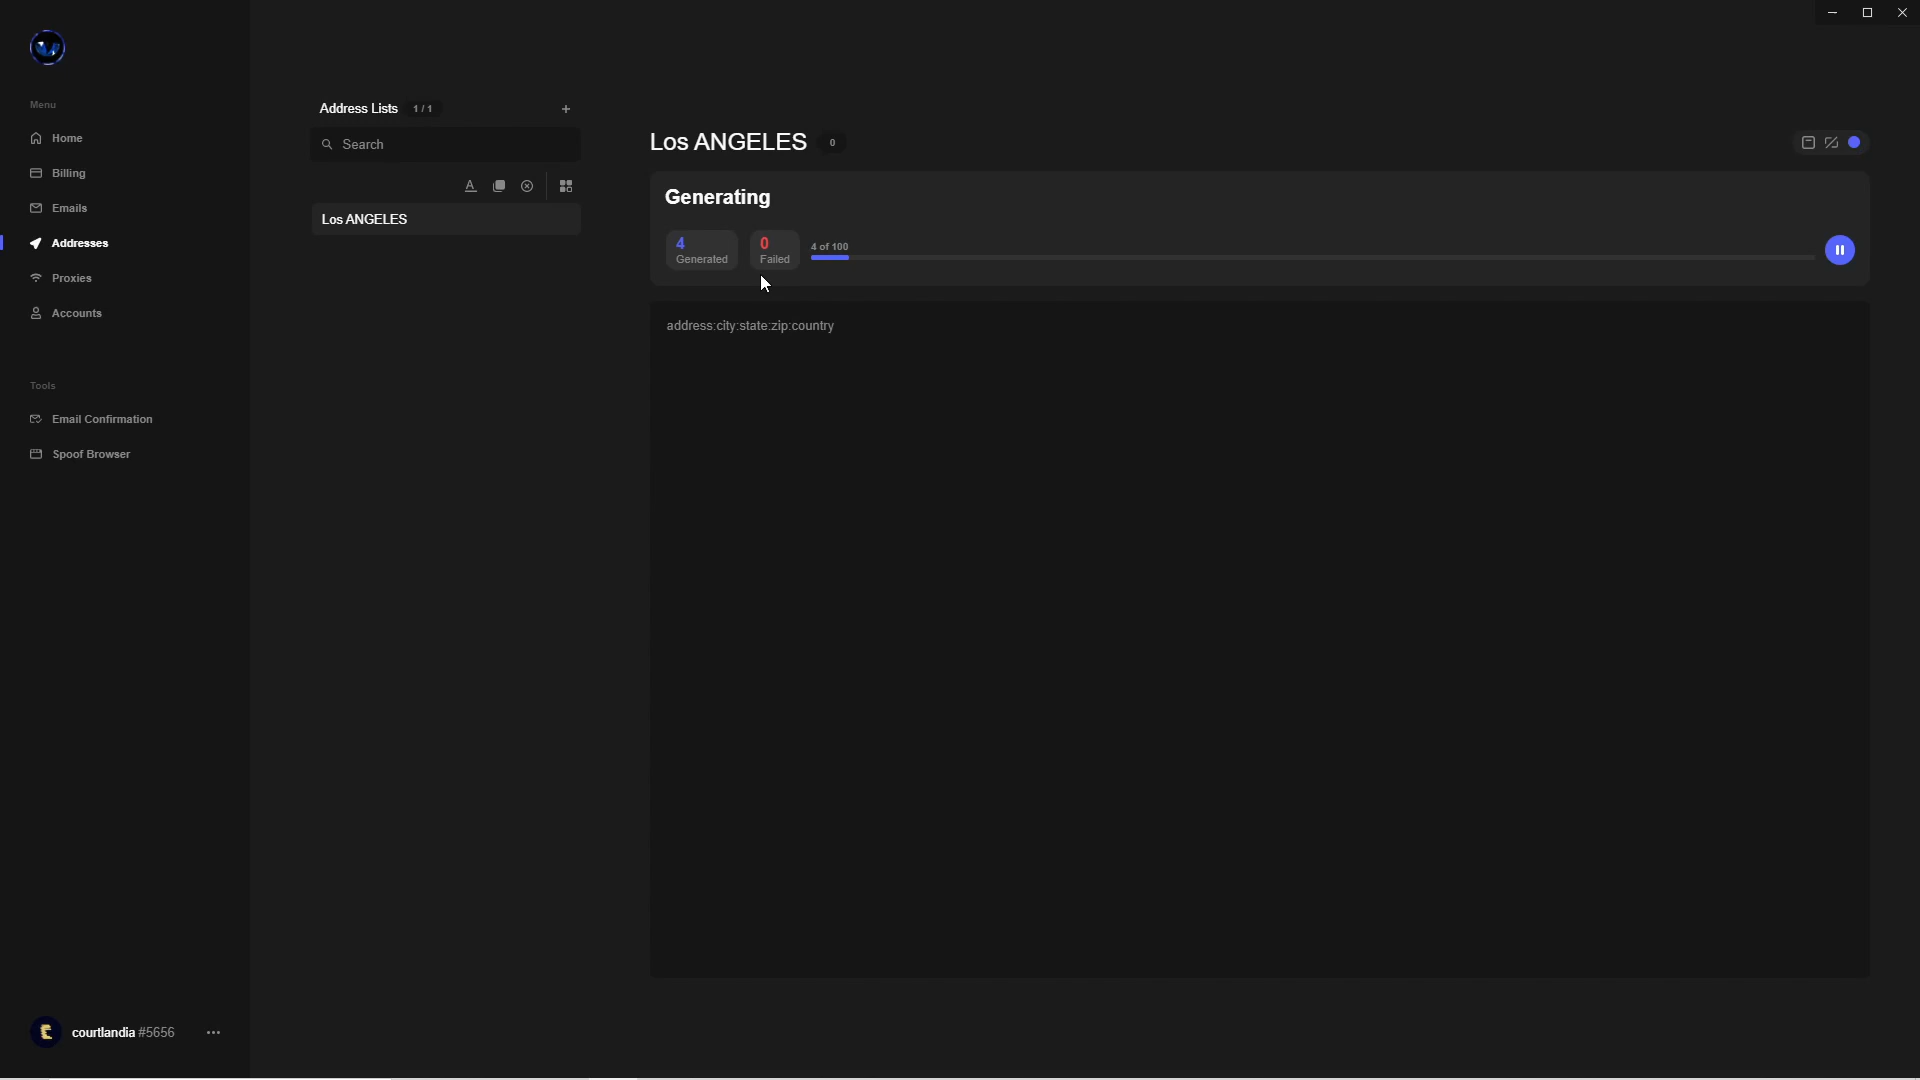 Menu
Home
Billing
Emails
Addresses
Proxies
Accounts
Tools
Email Confirmation
Spoof Browser
courtlandia #5656
Address Lists 1 / 1
Search
Los ANGELES
Los ANGELES 0
Generating
4
Generated
0
Failed
4 of 100
address:city:state:zip:country